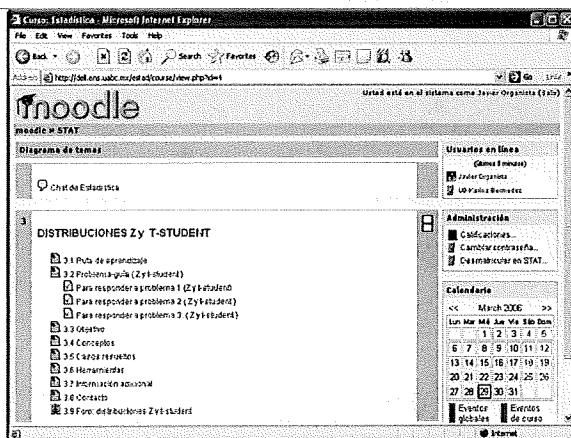 Curso: Estadística - Microsoft Internet Explorer
File Edit View Favorites Tools Help
Back Search Favorites
http://dell.ens.uabc.mx/estad/course/view.php?id=4 Go
moodle
Usted está en el sistema como Javier Organista (Salir)
moodle » STAT
Diagrama de temas
Chat de Estadística
3
DISTRIBUCIONES Z y T-STUDENT
3.1 Ruta de aprendizaje
3.2 Problema-guía (Z y t-student)
Para responder a problema 1 (Z y t-student)
Para responder a problema 2 (Z y t-student)
Para responder a problema 3. (Z y t-student)
3.3 Objetivo
3.4 Conceptos
3.5 Casos resueltos
3.6 Herramientas
3.7 Información adicional
3.8 Contacto
3.9 Foro: distribuciones Z y t-student
Usuarios en línea
(últimos 5 minutos)
Javier Organista
Administración
Calificaciones...
Cambiar contraseña...
Desmatricular en STAT...
Calendario
<< March 2006 >>
Lun Mar Mié Jue Vie Sáb Dom
1 2 3 4 5
6 7 8 9 10 11 12
13 14 15 16 17 18 19
20 21 22 23 24 25 26
27 28 29 30 31
Eventos globales
Eventos de curso
Internet